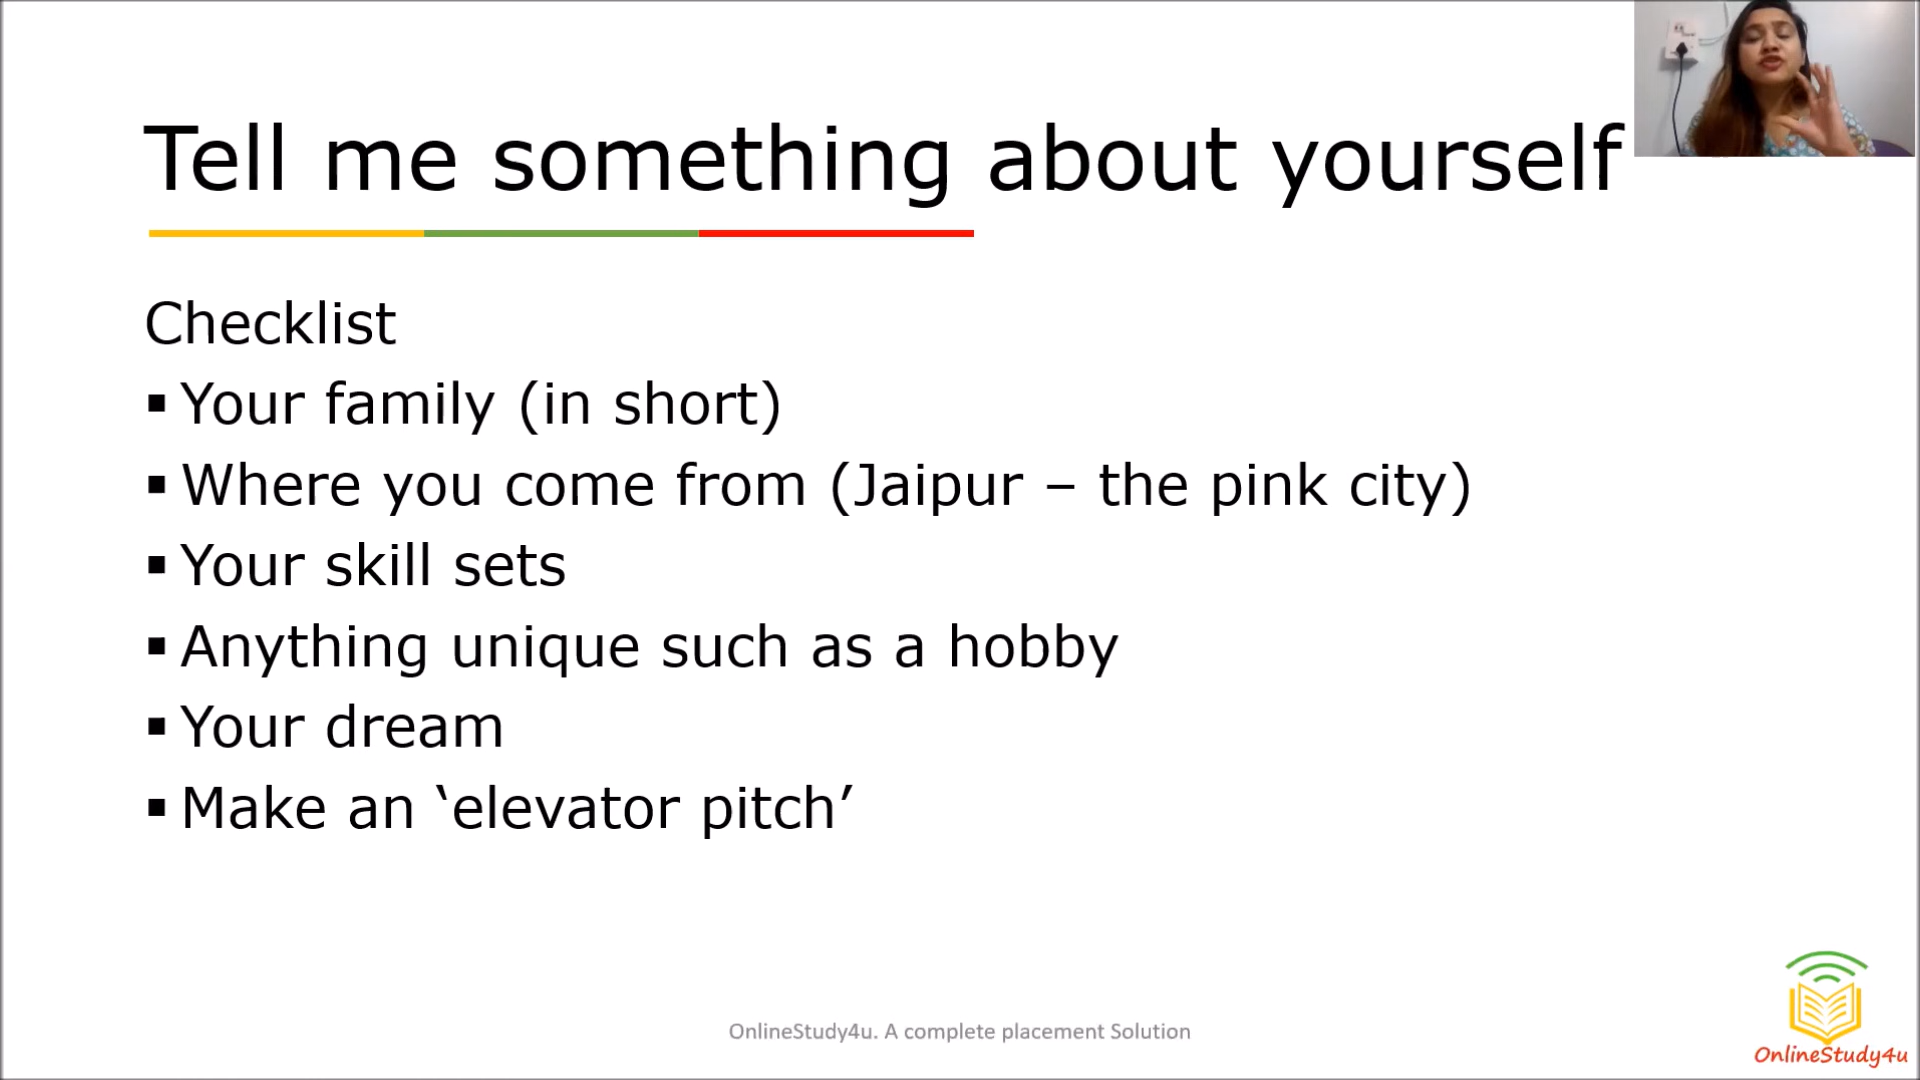 Tell me something about yourself
Checklist
▪ Your family (in short)
▪ Where you come from (Jaipur – the pink city)
▪ Your skill sets
▪ Anything unique such as a hobby
▪ Your dream
▪ Make an ‘elevator pitch’
OnlineStudy4u. A complete placement Solution
OnlineStudy4u